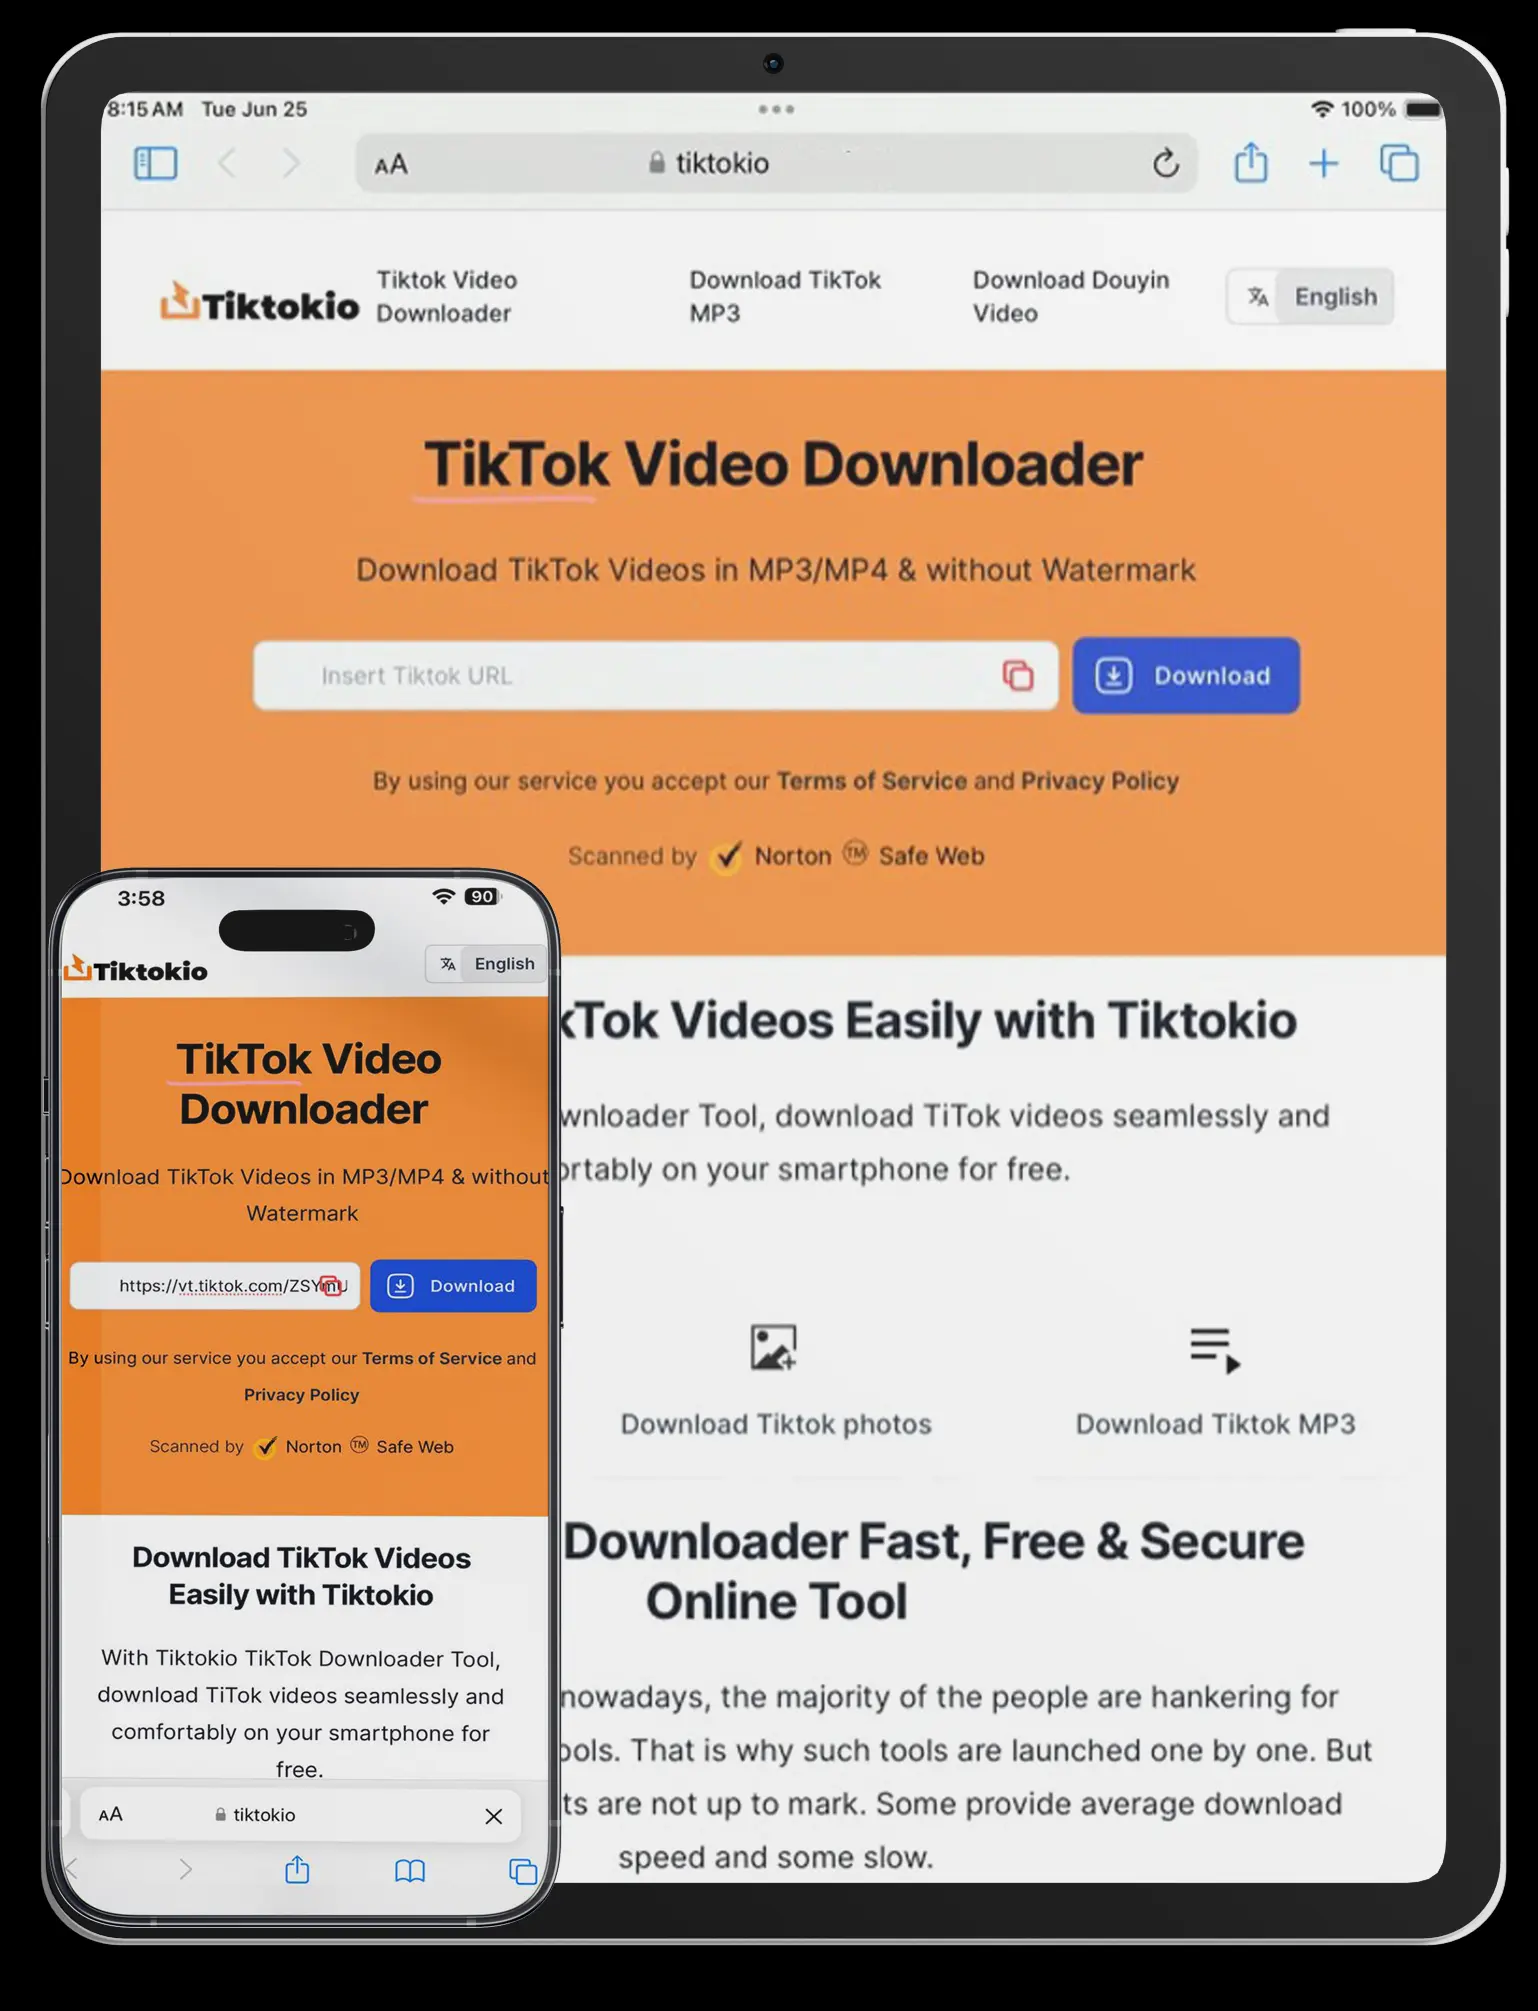 8:15 AM Tue Jun 25
100%
AA tiktokio
Tiktokio
Tiktok Video
Downloader
Download TikTok
MP3
Download Douyin
Video
English
TikTok Video Downloader
Download TikTok Videos in MP3/MP4 & without Watermark
Insert Tiktok URL
Download
By using our service you accept our Terms of Service and Privacy Policy
Scanned by Norton TM Safe Web
kTok Videos Easily with Tiktokio
wnloader Tool, download TiTok videos seamlessly and
ortably on your smartphone for free.
Download Tiktok photos
Download Tiktok MP3
Downloader Fast, Free & Secure
Online Tool
nowadays, the majority of the people are hankering for
ools. That is why such tools are launched one by one. But
ts are not up to mark. Some provide average download
speed and some slow.
3:58
90
Tiktokio
English
TikTok Video
Downloader
Download TikTok Videos in MP3/MP4 & without
Watermark
https://vt.tiktok.com/ZSYmU
Download
By using our service you accept our Terms of Service and
Privacy Policy
Scanned by Norton TM Safe Web
Download TikTok Videos
Easily with Tiktokio
With Tiktokio TikTok Downloader Tool,
download TiTok videos seamlessly and
comfortably on your smartphone for
free.
AA tiktokio